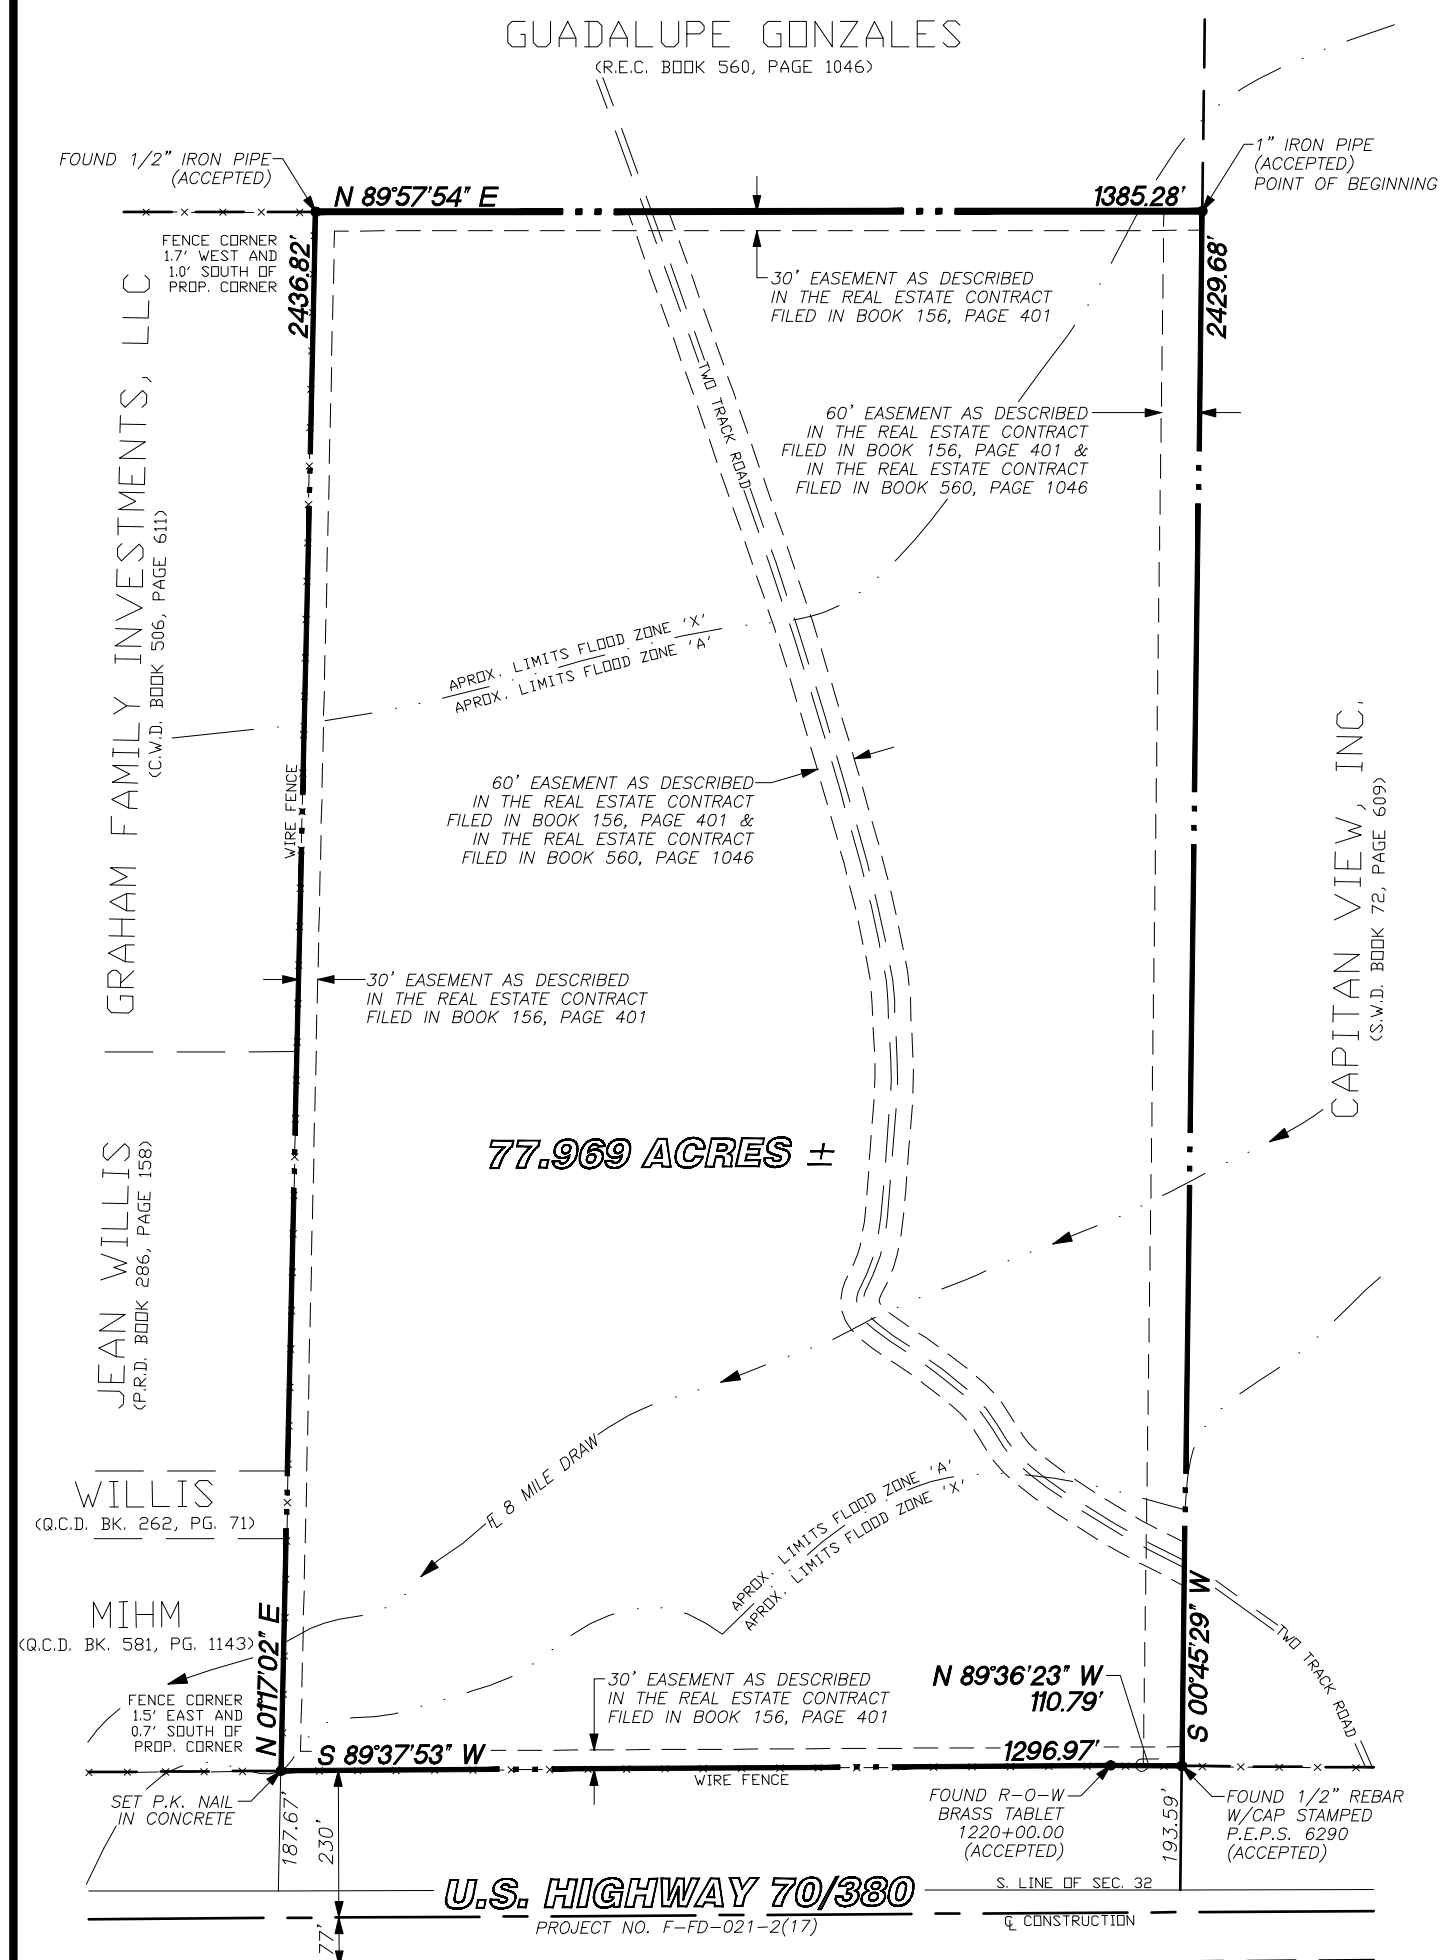 GUADALUPE GONZALES
(R.E.C. BOOK 560, PAGE 1046)
FOUND 1/2" IRON PIPE
(ACCEPTED)
1" IRON PIPE
(ACCEPTED)
POINT OF BEGINNING
N 89°57'54" E
1385.28'
FENCE CORNER
1.7' WEST AND
1.0' SOUTH OF
PROP. CORNER
2436.82'
2429.68'
30' EASEMENT AS DESCRIBED
IN THE REAL ESTATE CONTRACT
FILED IN BOOK 156, PAGE 401
TWO TRACK ROAD
60' EASEMENT AS DESCRIBED
IN THE REAL ESTATE CONTRACT
FILED IN BOOK 156, PAGE 401 &
IN THE REAL ESTATE CONTRACT
FILED IN BOOK 560, PAGE 1046
GRAHAM FAMILY INVESTMENTS, LLC
(C.W.D. BOOK 506, PAGE 611)
APROX. LIMITS FLOOD ZONE 'X'
APROX. LIMITS FLOOD ZONE 'A'
WIRE FENCE
60' EASEMENT AS DESCRIBED
IN THE REAL ESTATE CONTRACT
FILED IN BOOK 156, PAGE 401 &
IN THE REAL ESTATE CONTRACT
FILED IN BOOK 560, PAGE 1046
CAPITAN VIEW, INC.
(S.W.D. BOOK 72, PAGE 609)
30' EASEMENT AS DESCRIBED
IN THE REAL ESTATE CONTRACT
FILED IN BOOK 156, PAGE 401
77.969 ACRES ±
JEAN WILLIS
(P.R.D. BOOK 286, PAGE 158)
℄ 8 MILE DRAW
WILLIS
(Q.C.D. BK. 262, PG. 71)
APROX. LIMITS FLOOD ZONE 'A'
APROX. LIMITS FLOOD ZONE 'X'
MIHM
(Q.C.D. BK. 581, PG. 1143)
N 01°17'02" E
S 00°45'29" W
TWO TRACK ROAD
FENCE CORNER
1.5' EAST AND
0.7' SOUTH OF
PROP. CORNER
30' EASEMENT AS DESCRIBED
IN THE REAL ESTATE CONTRACT
FILED IN BOOK 156, PAGE 401
N 89°36'23" W
110.79'
S 89°37'53" W
1296.97'
WIRE FENCE
SET P.K. NAIL
IN CONCRETE
187.67'
230'
FOUND R-O-W
BRASS TABLET
1220+00.00
(ACCEPTED)
193.59'
FOUND 1/2" REBAR
W/CAP STAMPED
P.E.P.S. 6290
(ACCEPTED)
U.S. HIGHWAY 70/380
S. LINE OF SEC. 32
PROJECT NO. F-FD-021-2(17)
℄ CONSTRUCTION
77'